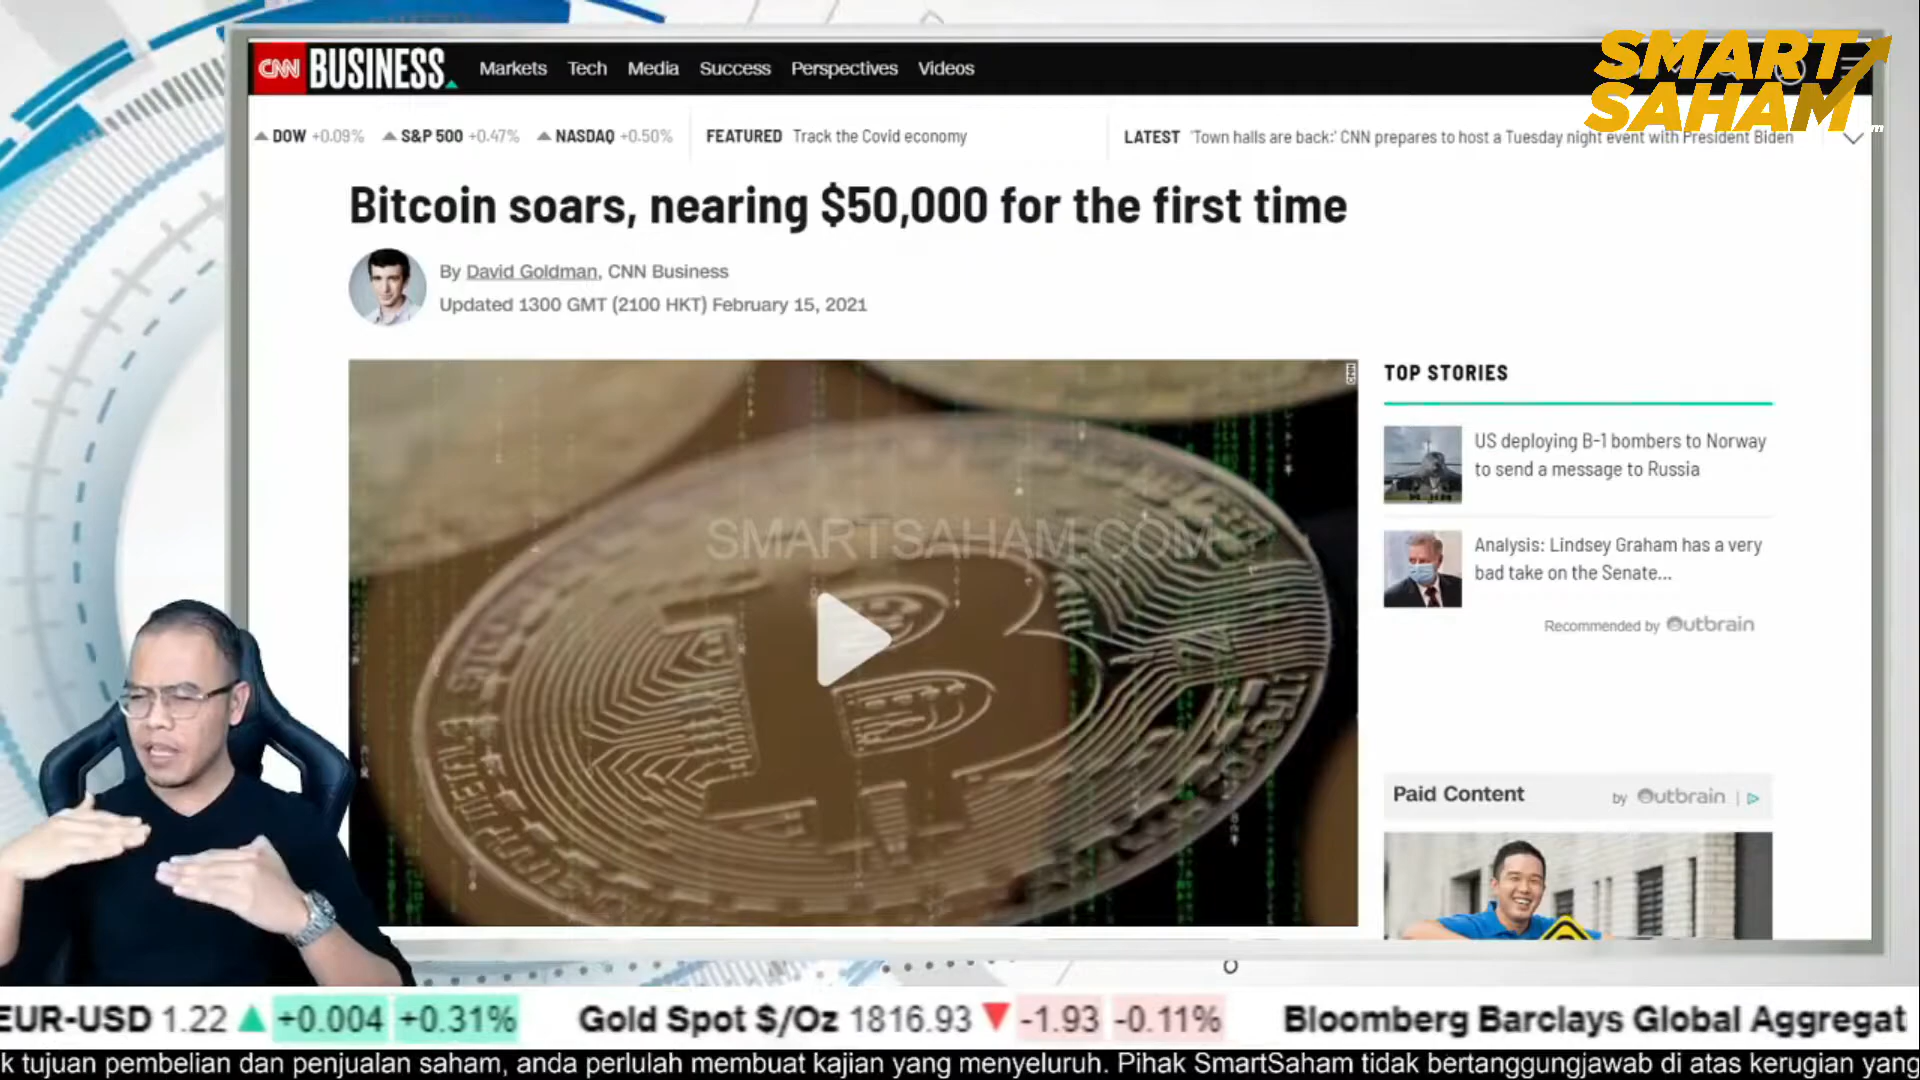 CNN BUSINESS Markets Tech Media Success Perspectives Videos
SMART
SAHAM
DOW +0.09% S&P 500 +0.47% NASDAQ +0.50% FEATURED Track the Covid economy LATEST 'Town halls are back:' CNN prepares to host a Tuesday night event with President Biden
Bitcoin soars, nearing $50,000 for the first time
By David Goldman, CNN Business
Updated 1300 GMT (2100 HKT) February 15, 2021
CNN
SMARTSAHAM.COM
TOP STORIES
US deploying B-1 bombers to Norway
to send a message to Russia
Analysis: Lindsey Graham has a very
bad take on the Senate...
Recommended by Outbrain
Paid Content by Outbrain
EUR-USD 1.22 +0.004 +0.31% Gold Spot $/Oz 1816.93 -1.93 -0.11% Bloomberg Barclays Global Aggregat
k tujuan pembelian dan penjualan saham, anda perlulah membuat kajian yang menyeluruh. Pihak SmartSaham tidak bertanggungjawab di atas kerugian yang